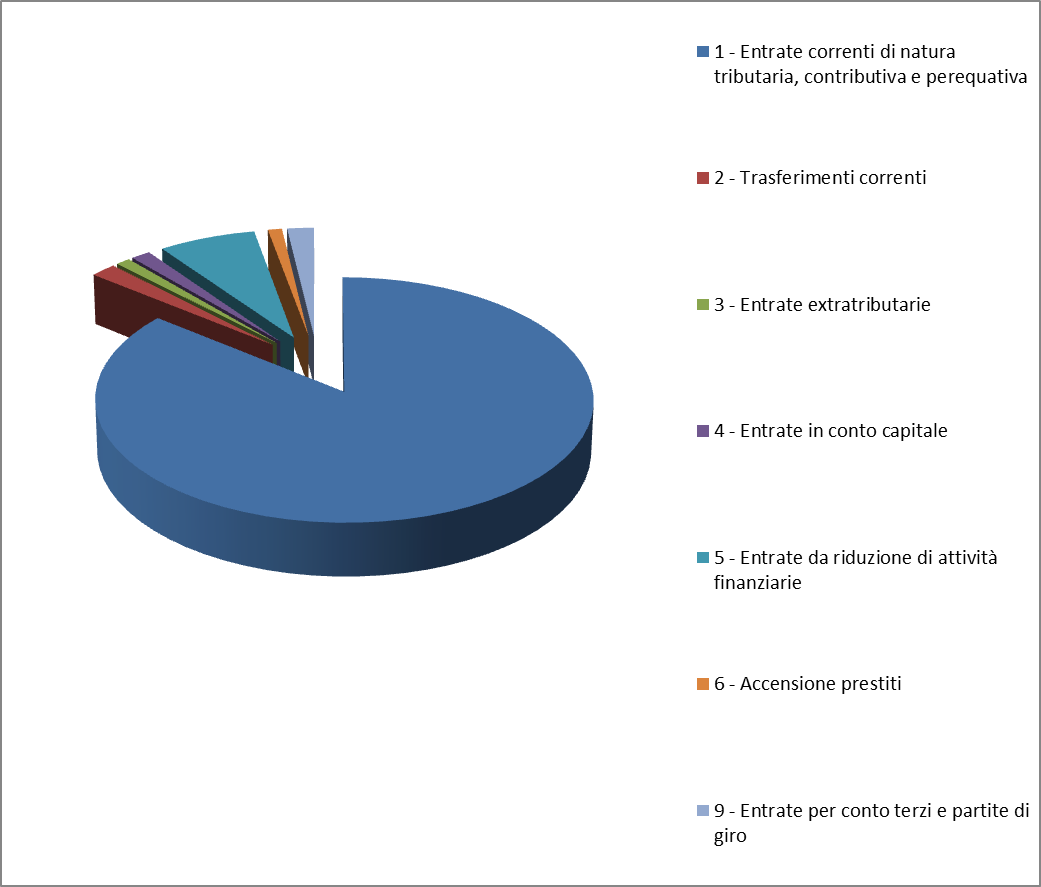 1 - Entrate correnti di natura
tributaria, contributiva e perequativa
2 - Trasferimenti correnti
3 - Entrate extratributarie
4 - Entrate in conto capitale
5 - Entrate da riduzione di attività
finanziarie
6 - Accensione prestiti
9 - Entrate per conto terzi e partite di
giro